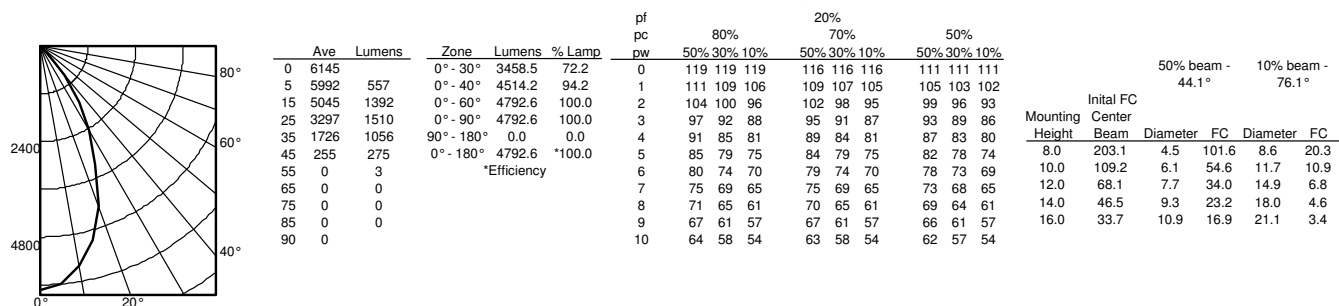 2400
4800
0°
20°
40°
60°
80°
Ave Lumens
0 6145
5 5992 557
15 5045 1392
25 3297 1510
35 1726 1056
45 255 275
55 0 3
65 0 0
75 0 0
85 0 0
90 0
Zone Lumens % Lamp
0° - 30° 3458.5 72.2
0° - 40° 4514.2 94.2
0° - 60° 4792.6 100.0
0° - 90° 4792.6 100.0
90° - 180° 0.0 0.0
0° - 180° 4792.6 *100.0
*Efficiency
pf 20%
pc 80% 70% 50%
pw 50% 30% 10% 50% 30% 10% 50% 30% 10%
0 119 119 119 116 116 116 111 111 111
1 111 109 106 109 107 105 105 103 102
2 104 100 96 102 98 95 99 96 93
3 97 92 88 95 91 87 93 89 86
4 91 85 81 89 84 81 87 83 80
5 85 79 75 84 79 75 82 78 74
6 80 74 70 79 74 70 78 73 69
7 75 69 65 75 69 65 73 68 65
8 71 65 61 70 65 61 69 64 61
9 67 61 57 67 61 57 66 61 57
10 64 58 54 63 58 54 62 57 54
50% beam - 10% beam -
44.1° 76.1°
Inital FC
Mounting Center
Height Beam Diameter FC Diameter FC
8.0 203.1 4.5 101.6 8.6 20.3
10.0 109.2 6.1 54.6 11.7 10.9
12.0 68.1 7.7 34.0 14.9 6.8
14.0 46.5 9.3 23.2 18.0 4.6
16.0 33.7 10.9 16.9 21.1 3.4